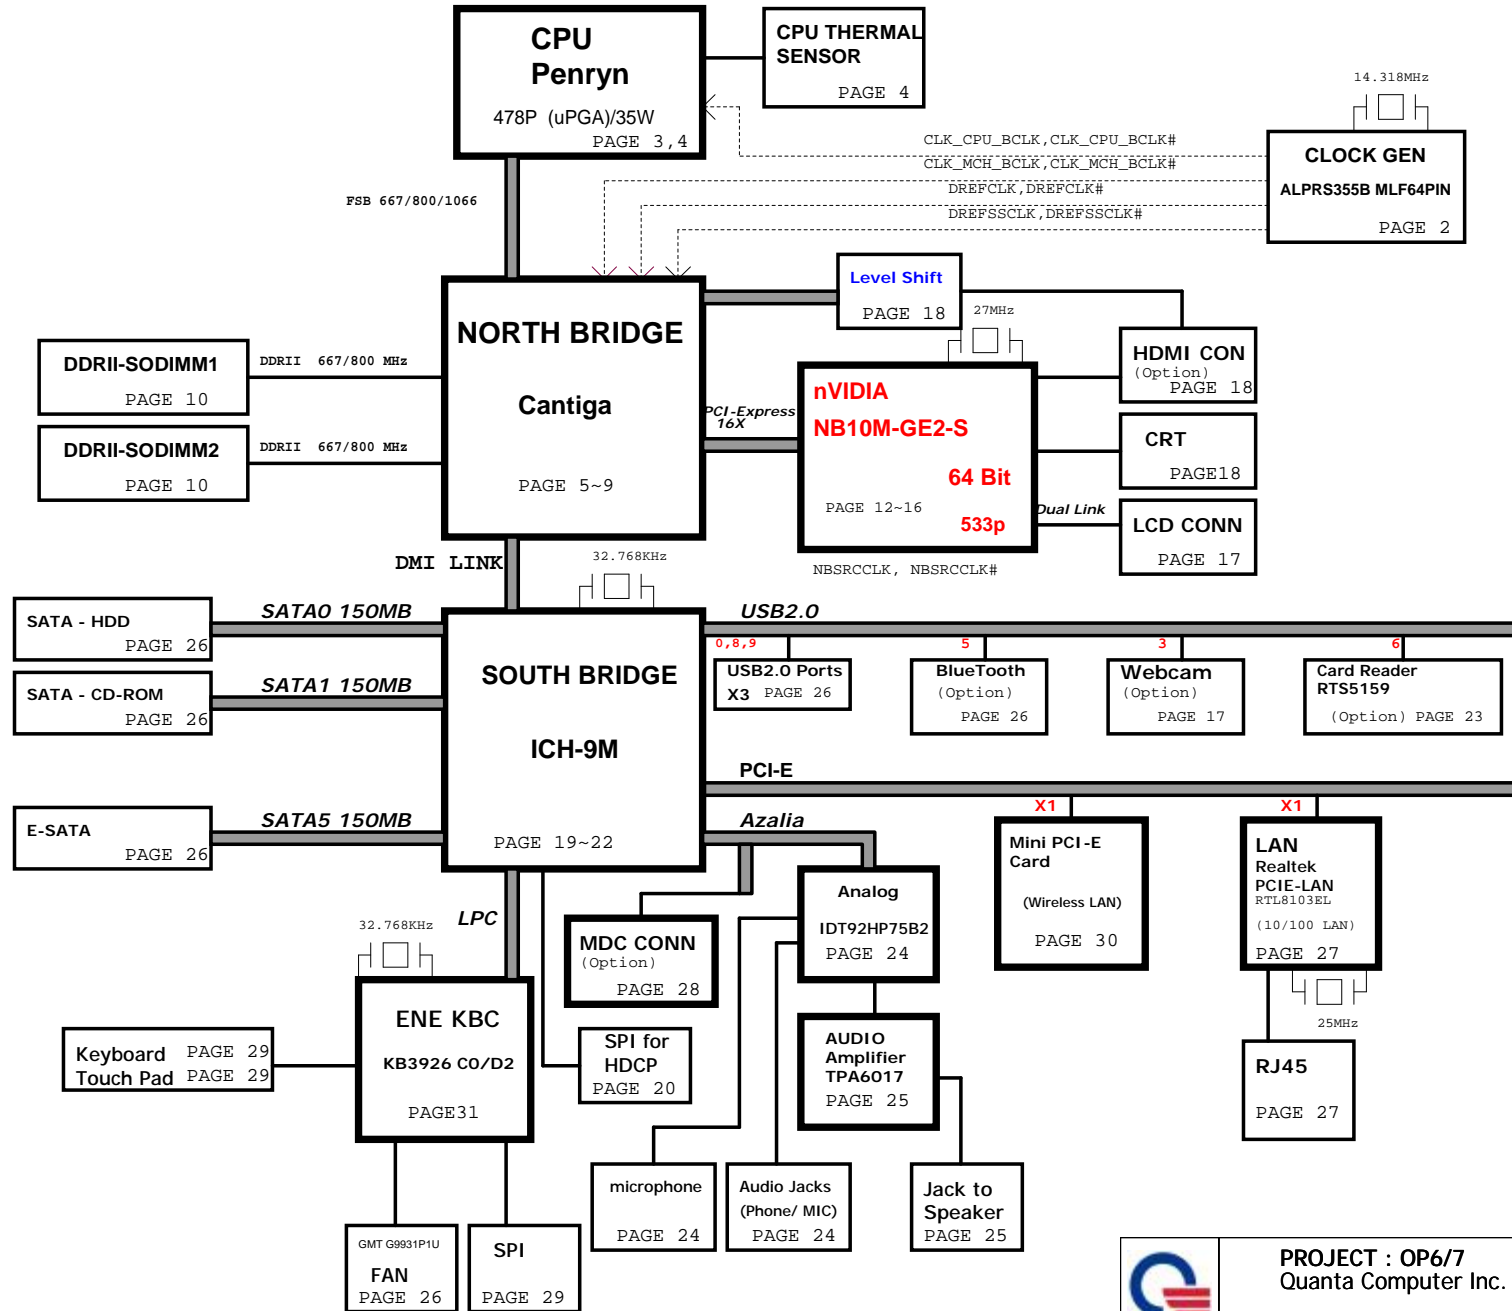 CPU
Penryn
478P (uPGA)/35W
PAGE 3,4
CPU THERMAL
SENSOR
PAGE 4
14.318MHz
CLOCK GEN
ALPRS355B MLF64PIN
PAGE 2
CLK_CPU_BCLK,CLK_CPU_BCLK#
CLK_MCH_BCLK,CLK_MCH_BCLK#
DREFCLK,DREFCLK#
DREFSSCLK,DREFSSCLK#
FSB 667/800/1066
NORTH BRIDGE
Cantiga
PAGE 5~9
Level Shift
PAGE 18
27MHz
HDMI CON
(Option)
PAGE 18
DDRII-SODIMM1
PAGE 10
DDRII 667/800 MHz
DDRII-SODIMM2
PAGE 10
DDRII 667/800 MHz
PCI-Express
16X
nVIDIA
NB10M-GE2-S
64 Bit
PAGE 12~16
533p
NBSRCCLK, NBSRCCLK#
CRT
PAGE18
Dual Link
LCD CONN
PAGE 17
DMI LINK
32.768KHz
SATA - HDD
PAGE 26
SATA0 150MB
SATA - CD-ROM
PAGE 26
SATA1 150MB
E-SATA
PAGE 26
SATA5 150MB
SOUTH BRIDGE
ICH-9M
PAGE 19~22
USB2.0
0,8,9
USB2.0 Ports
X3 PAGE 26
5
BlueTooth
(Option)
PAGE 26
3
Webcam
(Option)
PAGE 17
6
Card Reader
RTS5159
(Option) PAGE 23
PCI-E
X1
Mini PCI-E
Card
(Wireless LAN)
PAGE 30
X1
LAN
Realtek
PCIE-LAN
RTL8103EL
(10/100 LAN)
PAGE 27
25MHz
RJ45
PAGE 27
Azalia
MDC CONN
(Option)
PAGE 28
Analog
IDT92HP75B2
PAGE 24
AUDIO
Amplifier
TPA6017
PAGE 25
LPC
32.768KHz
ENE KBC
KB3926 C0/D2
PAGE31
Keyboard PAGE 29
Touch Pad PAGE 29
SPI for
HDCP
PAGE 20
microphone
PAGE 24
Audio Jacks
(Phone/ MIC)
PAGE 24
Jack to
Speaker
PAGE 25
GMT G9931P1U
FAN
PAGE 26
SPI
PAGE 29
PROJECT : OP6/7
Quanta Computer Inc.